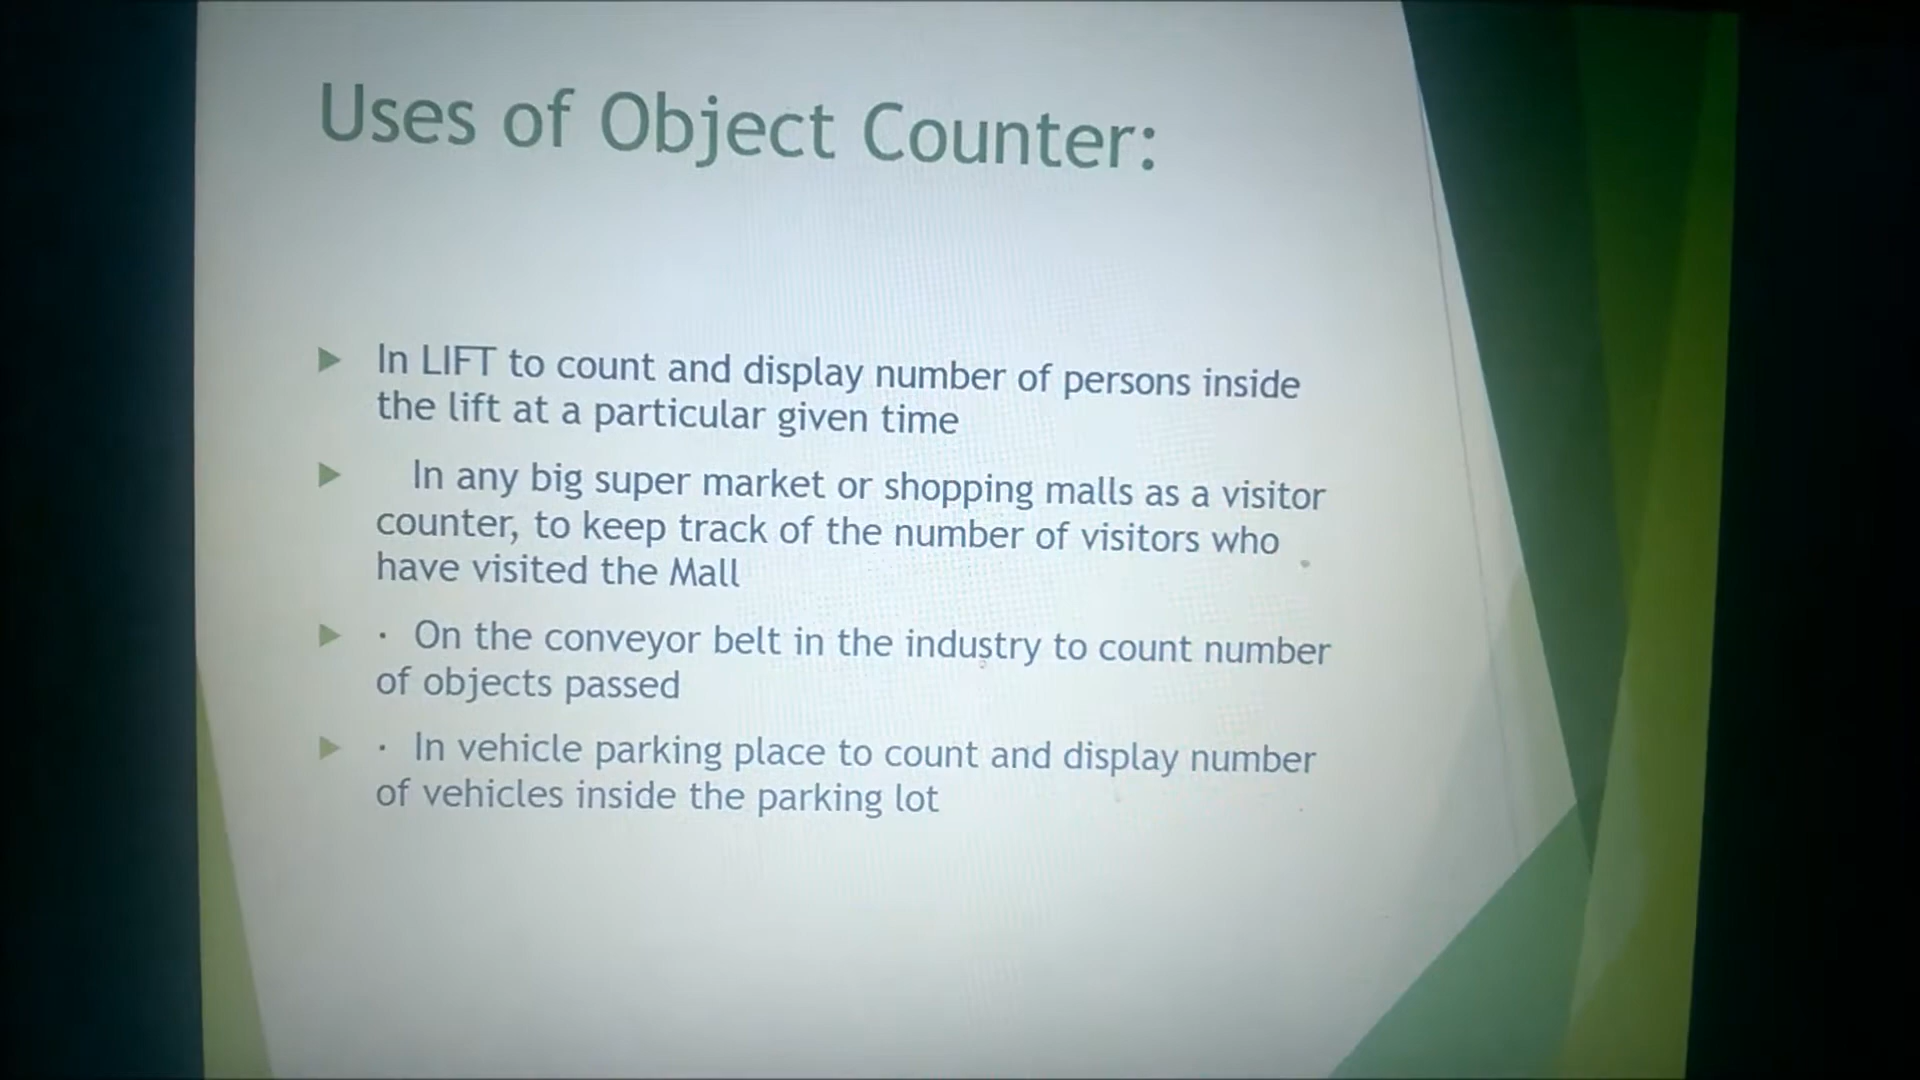 Uses of Object Counter:
In LIFT to count and display number of persons inside
the lift at a particular given time
In any big super market or shopping malls as a visitor
counter, to keep track of the number of visitors who
have visited the Mall
· On the conveyor belt in the industry to count number
of objects passed
· In vehicle parking place to count and display number
of vehicles inside the parking lot